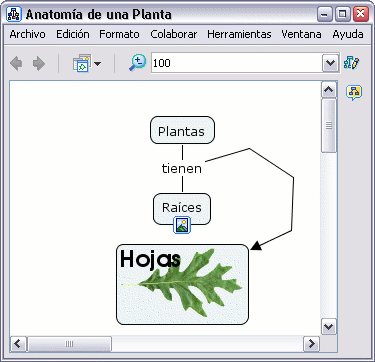 Anatomía de una Planta
Archivo Edición Formato Colaborar Herramientas Ventana Ayuda
100
Plantas
tienen
Raíces
Hojas